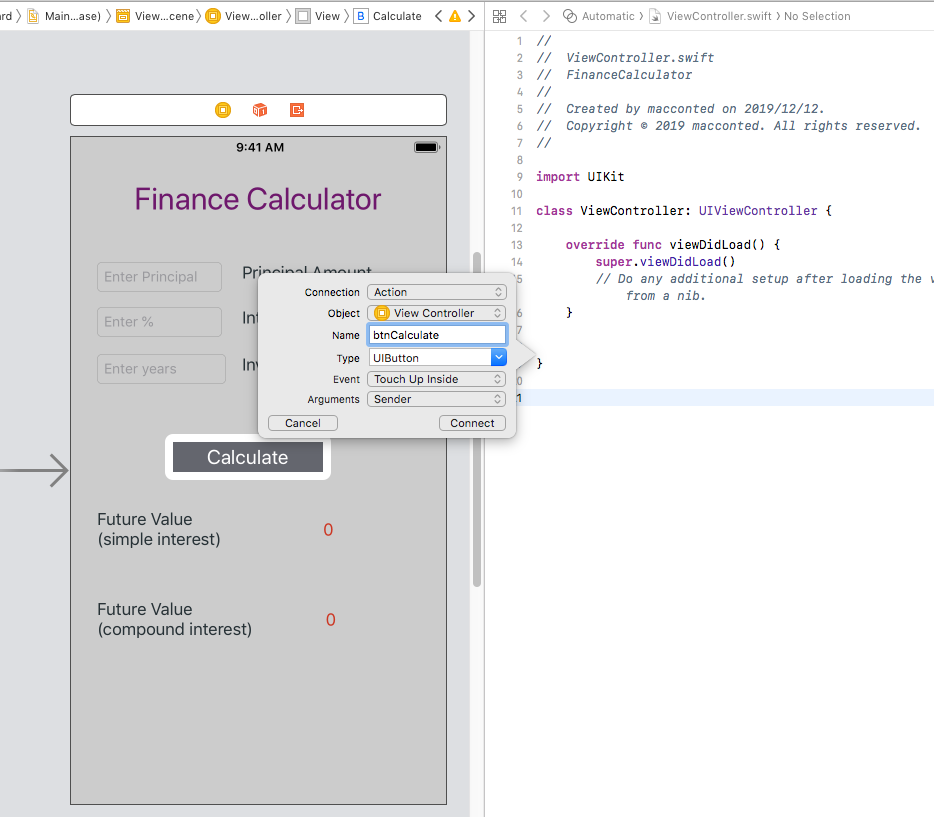 rd
Main...ase)
View...cene
View...oller
View
B
Calculate
Automatic
ViewController.swift
No Selection
9:41 AM
Finance Calculator
Enter Principal
Principal Amount
Enter %
Int
Enter years
Inv
Calculate
Future Value
(simple interest)
0
Future Value
(compound interest)
0
Connection Action
Object View Controller
Name btnCalculate
Type UIButton
Event Touch Up Inside
Arguments Sender
Cancel Connect
1 //
2 //  ViewController.swift
3 //  FinanceCalculator
4 //
5 //  Created by macconted on 2019/12/12.
6 //  Copyright © 2019 macconted. All rights reserved.
7 //
8
9 import UIKit
10
11 class ViewController: UIViewController {
12
13 override func viewDidLoad() {
14 super.viewDidLoad()
5 // Do any additional setup after loading the v
from a nib.
6 }
7
}
0
1